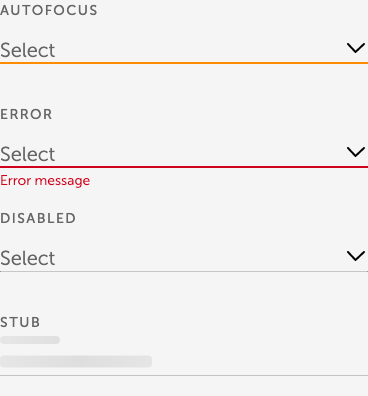 AUTOFOCUS
Select
ERROR
Select
Error message
DISABLED
Select
STUB